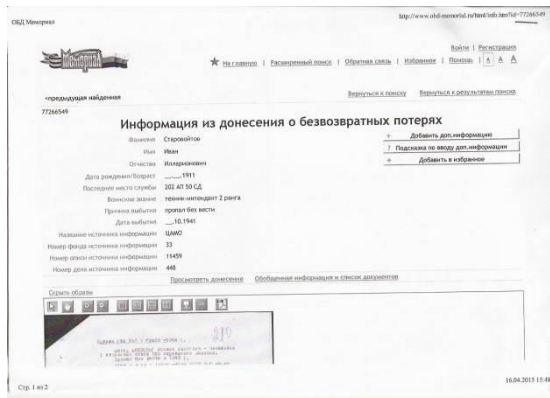 ОБД Мемориал
http://www.obd-memorial.ru/html/info.htm?id=77266549
Мемориал
Войти | Регистрация
На главную | Расширенный поиск | Обратная связь | Избранное | Помощь | A A A
<предыдущая найденная
Вернуться к поиску Вернуться к результатам поиска
77266549
Информация из донесения о безвозвратных потерях
Фамилия Старовойтов
Имя Иван
Отчество Илларионович
Дата рождения/Возраст __.__.1911
Последнее место службы 202 АП 50 СД
Воинское звание техник-интендант 2 ранга
Причина выбытия пропал без вести
Дата выбытия __.10.1941
Название источника информации ЦАМО
Номер фонда источника информации 33
Номер описи источника информации 11459
Номер дела источника информации 448
+ Добавить доп.информацию
? Подсказка по вводу доп.информации
+ Добавить в избранное
Просмотреть донесение Обобщенная информация и список документов
Скрыть образы
Стр. 1 из 2
16.04.2015 15:48